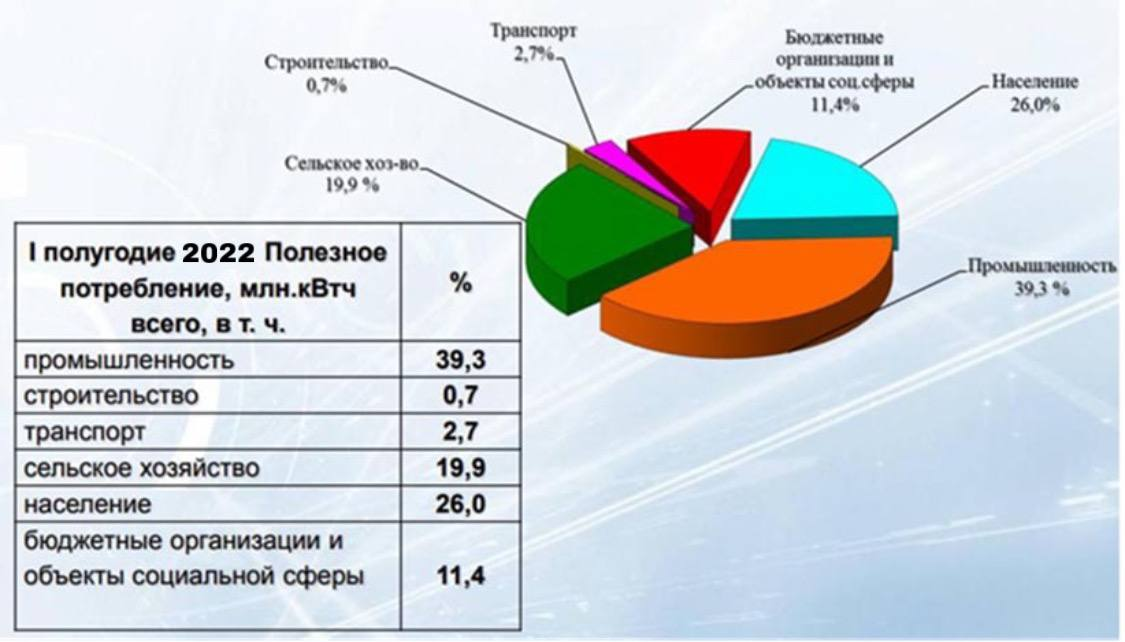 Транспорт
2,7%
Строительство
0,7%
Бюджетные
организации и
объекты соц.сферы
11,4%
Население
26,0%
Сельское хоз-во
19,9 %
Промышленность
39,3 %
I полугодие 2022 Полезное
потребление, млн.кВтч
всего, в т. ч.
%
промышленность 39,3
строительство 0,7
транспорт 2,7
сельское хозяйство 19,9
население 26,0
бюджетные организации и
объекты социальной сферы 11,4